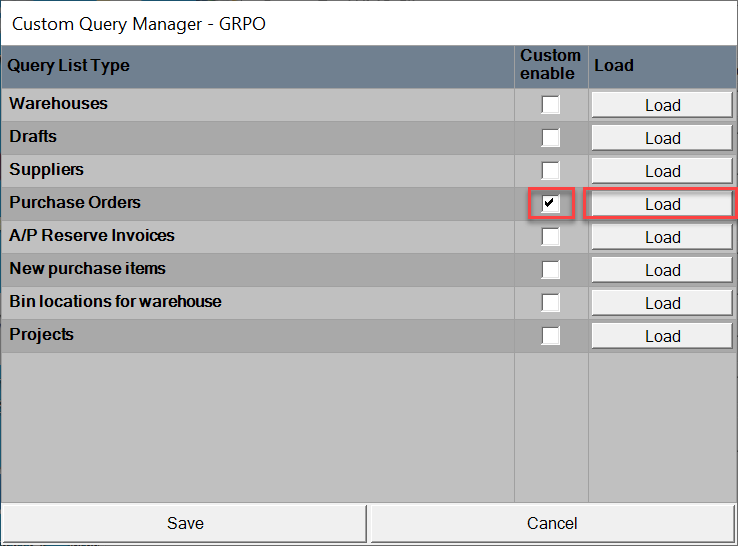 Custom Query Manager - GRPO
Query List Type Custom enable Load
Warehouses Load
Drafts Load
Suppliers Load
Purchase Orders Load
A/P Reserve Invoices Load
New purchase items Load
Bin locations for warehouse Load
Projects Load
Save Cancel